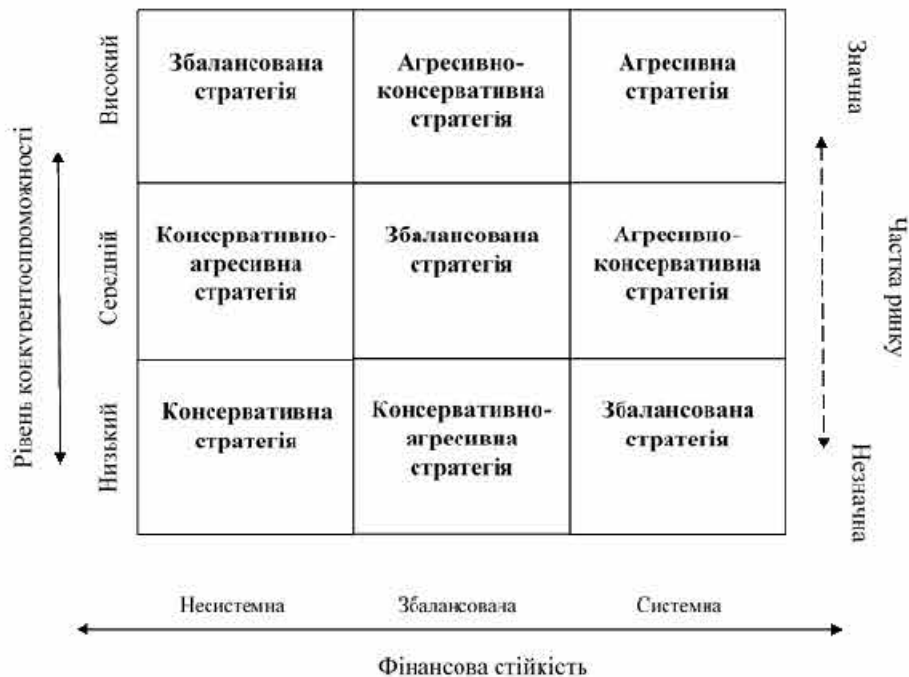 Рівень конкурентоспроможності
Високий
Середній
Низький
Збалансована
стратегія
Агресивно-
консервативна
стратегія
Агресивна
стратегія
Консервативно-
агресивна
стратегія
Збалансована
стратегія
Агресивно-
консервативна
стратегія
Консервативна
стратегія
Консервативно-
агресивна
стратегія
Збалансована
стратегія
Значна
Незначна
Частка ринку
Несистемна
Збалансована
Системна
Фінансова стійкість